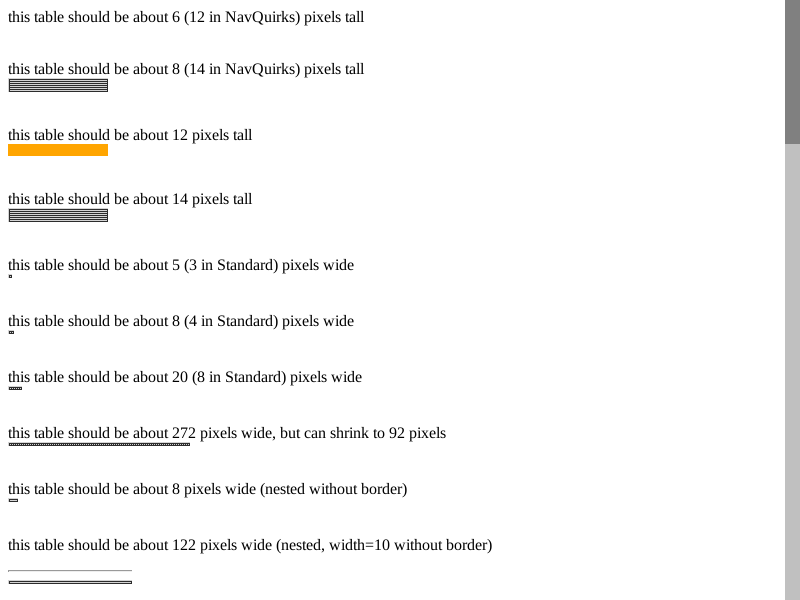 this table should be about 6 (12 in NavQuirks) pixels tall
this table should be about 8 (14 in NavQuirks) pixels tall
this table should be about 12 pixels tall
this table should be about 14 pixels tall
this table should be about 5 (3 in Standard) pixels wide
this table should be about 8 (4 in Standard) pixels wide
this table should be about 20 (8 in Standard) pixels wide
this table should be about 272 pixels wide, but can shrink to 92 pixels
this table should be about 8 pixels wide (nested without border)
this table should be about 122 pixels wide (nested, width=10 without border)